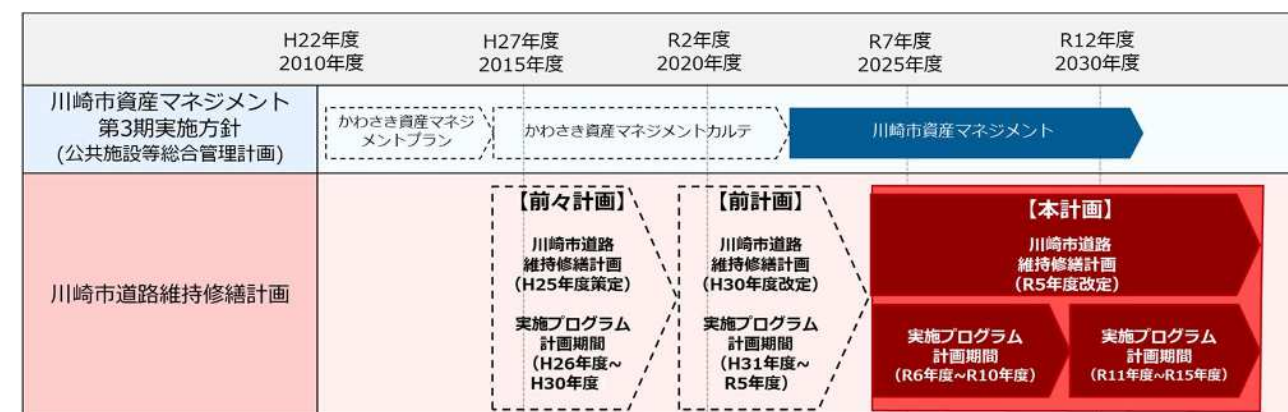 H22年度
2010年度
H27年度
2015年度
R2年度
2020年度
R7年度
2025年度
R12年度
2030年度
川崎市資産マネジメント
第3期実施方針
(公共施設等総合管理計画)
かわさき資産マネジ
メントプラン
かわさき資産マネジメントカルテ
川崎市資産マネジメント
川崎市道路維持修繕計画
【前々計画】
川崎市道路
維持修繕計画
（H25年度策定）
実施プログラム
計画期間
（H26年度～
H30年度
【前計画】
川崎市道路
維持修繕計画
（H30年度改定）
実施プログラム
計画期間
（H31年度～
R5年度）
【本計画】
川崎市道路
維持修繕計画
（R5年度改定）
実施プログラム
計画期間
（R6年度~R10年度）
実施プログラム
計画期間
（R11年度~R15年度）